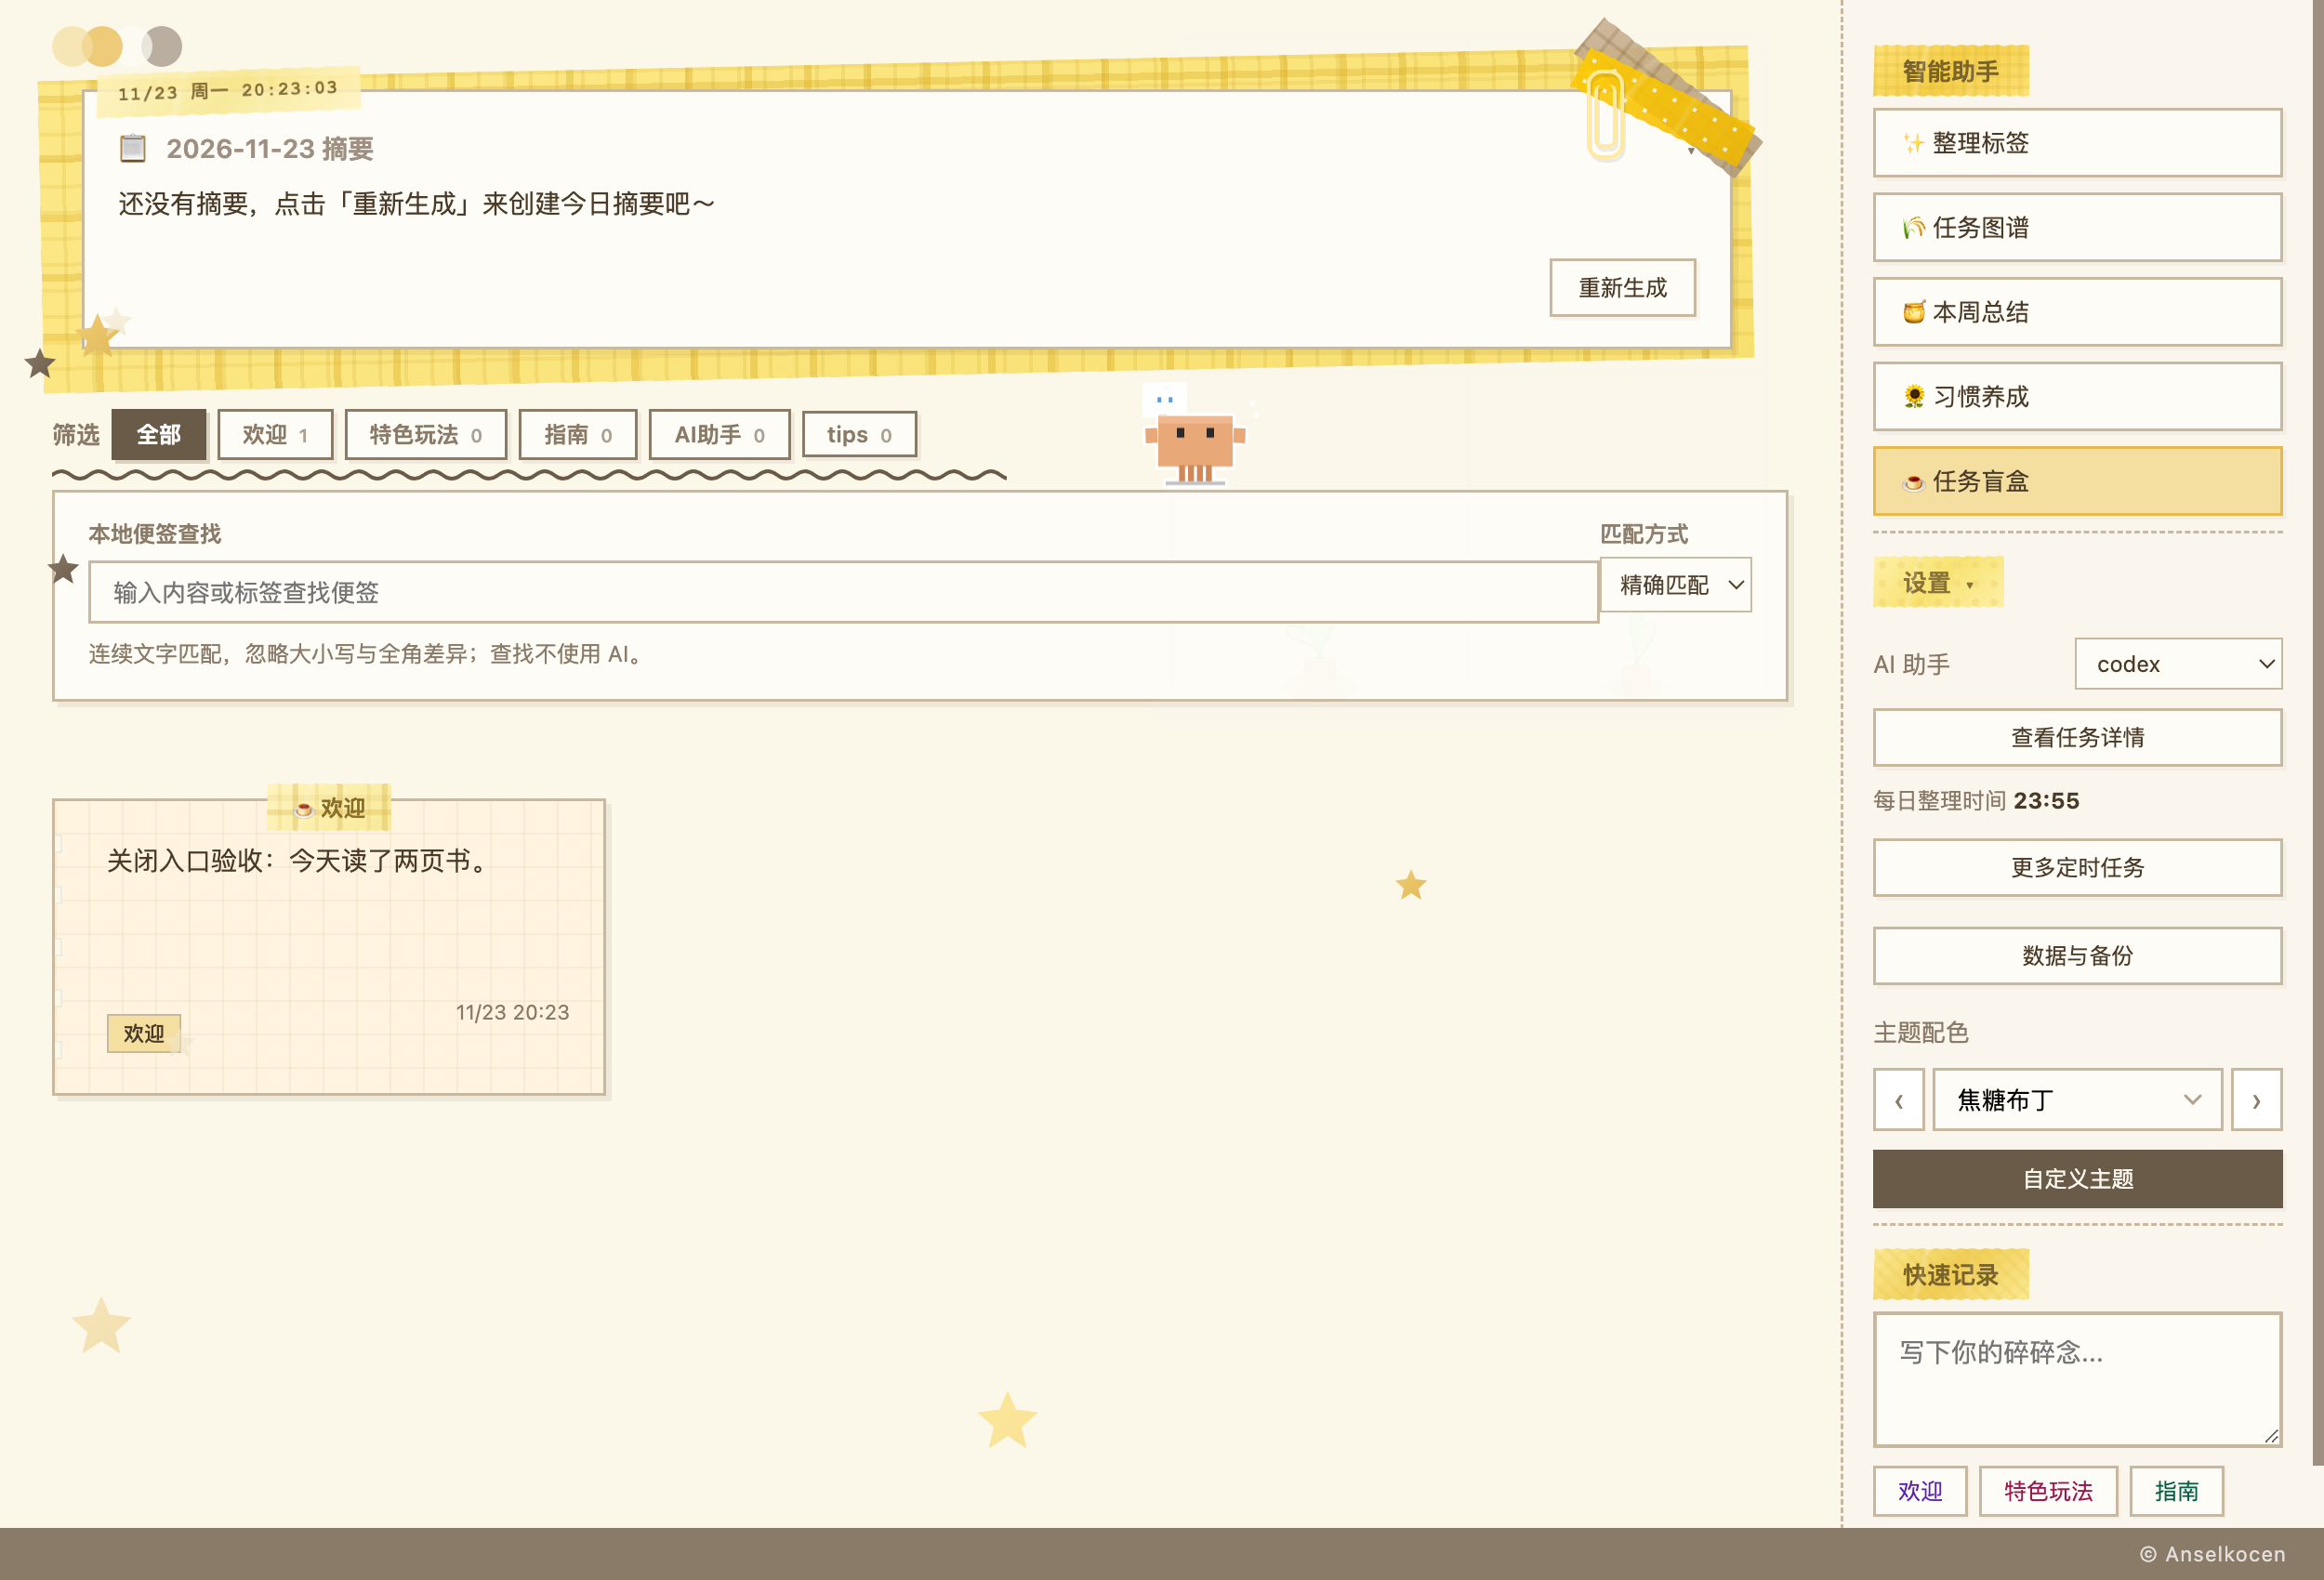 11/23 周一 20:23:03
📋 2026-11-23 摘要
还没有摘要，点击「重新生成」来创建今日摘要吧～
重新生成
筛选 全部 欢迎 1 特色玩法 0 指南 0 AI助手 0 tips 0
本地便签查找
输入内容或标签查找便签
匹配方式
精确匹配
连续文字匹配，忽略大小写与全角差异；查找不使用 AI。
☕ 欢迎
关闭入口验收：今天读了两页书。
11/23 20:23
欢迎
智能助手
✨ 整理标签
🌾 任务图谱
🍯 本周总结
🌻 习惯养成
☕ 任务盲盒
设置 ▾
AI 助手 codex
查看任务详情
每日整理时间 23:55
更多定时任务
数据与备份
主题配色
‹ 焦糖布丁 ›
自定义主题
快速记录
写下你的碎碎念...
欢迎 特色玩法 指南
© Anselkocen